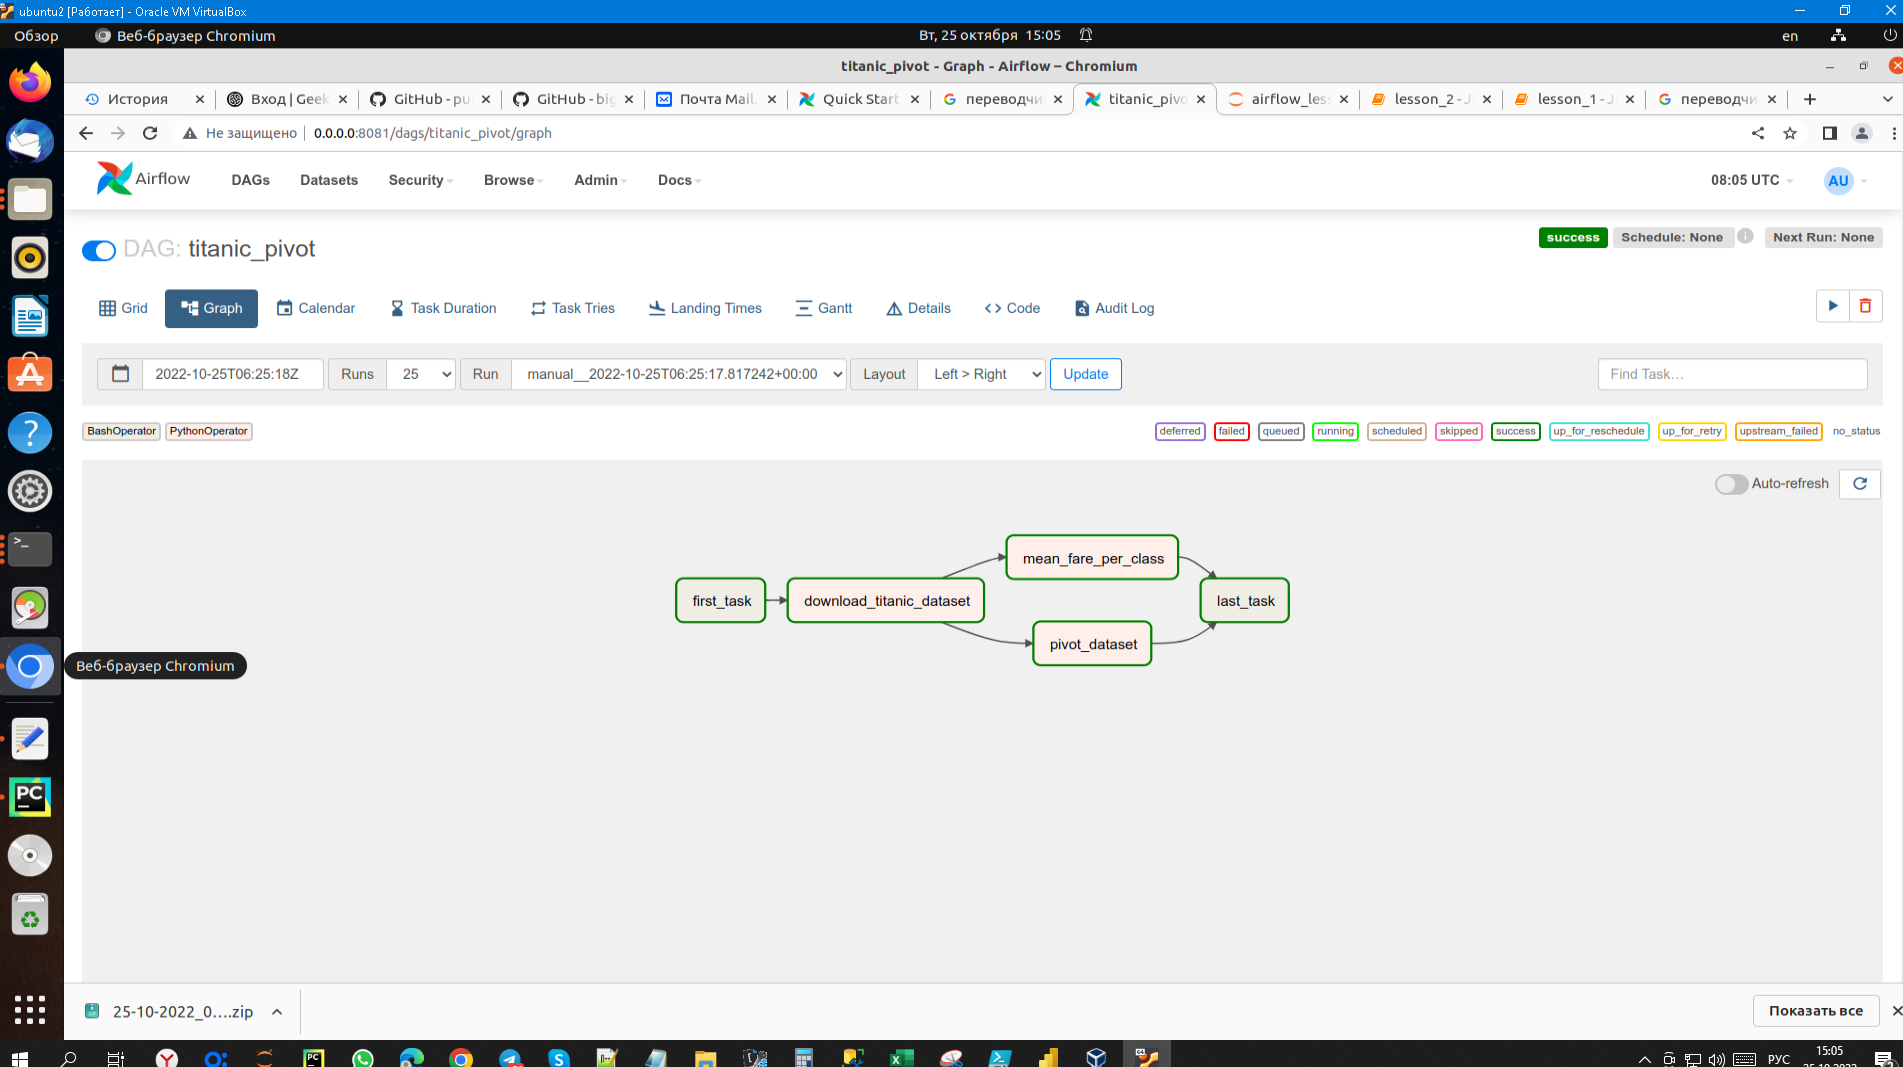 ubuntu2 [Работает] - Oracle VM VirtualBox
Обзор Веб-браузер Chromium Вт, 25 октября 15:05 en
titanic_pivot - Graph - Airflow – Chromium
История Вход | Geek GitHub - pu GitHub - big Почта Mail. Quick Start переводчи titanic_pivo airflow_less lesson_2 - J lesson_1 - J переводчи
Не защищено 0.0.0.0:8081/dags/titanic_pivot/graph
Airflow DAGs Datasets Security Browse Admin Docs 08:05 UTC AU
DAG: titanic_pivot success Schedule: None Next Run: None
Grid Graph Calendar Task Duration Task Tries Landing Times Gantt Details Code Audit Log
2022-10-25T06:25:18Z Runs 25 Run manual__2022-10-25T06:25:17.817242+00:00 Layout Left > Right Update Find Task…
BashOperator PythonOperator deferred failed queued running scheduled skipped success up_for_reschedule up_for_retry upstream_failed no_status
Auto-refresh
mean_fare_per_class
first_task download_titanic_dataset last_task
pivot_dataset
Веб-браузер Chromium
25-10-2022_0....zip Показать все
РУС 15:05